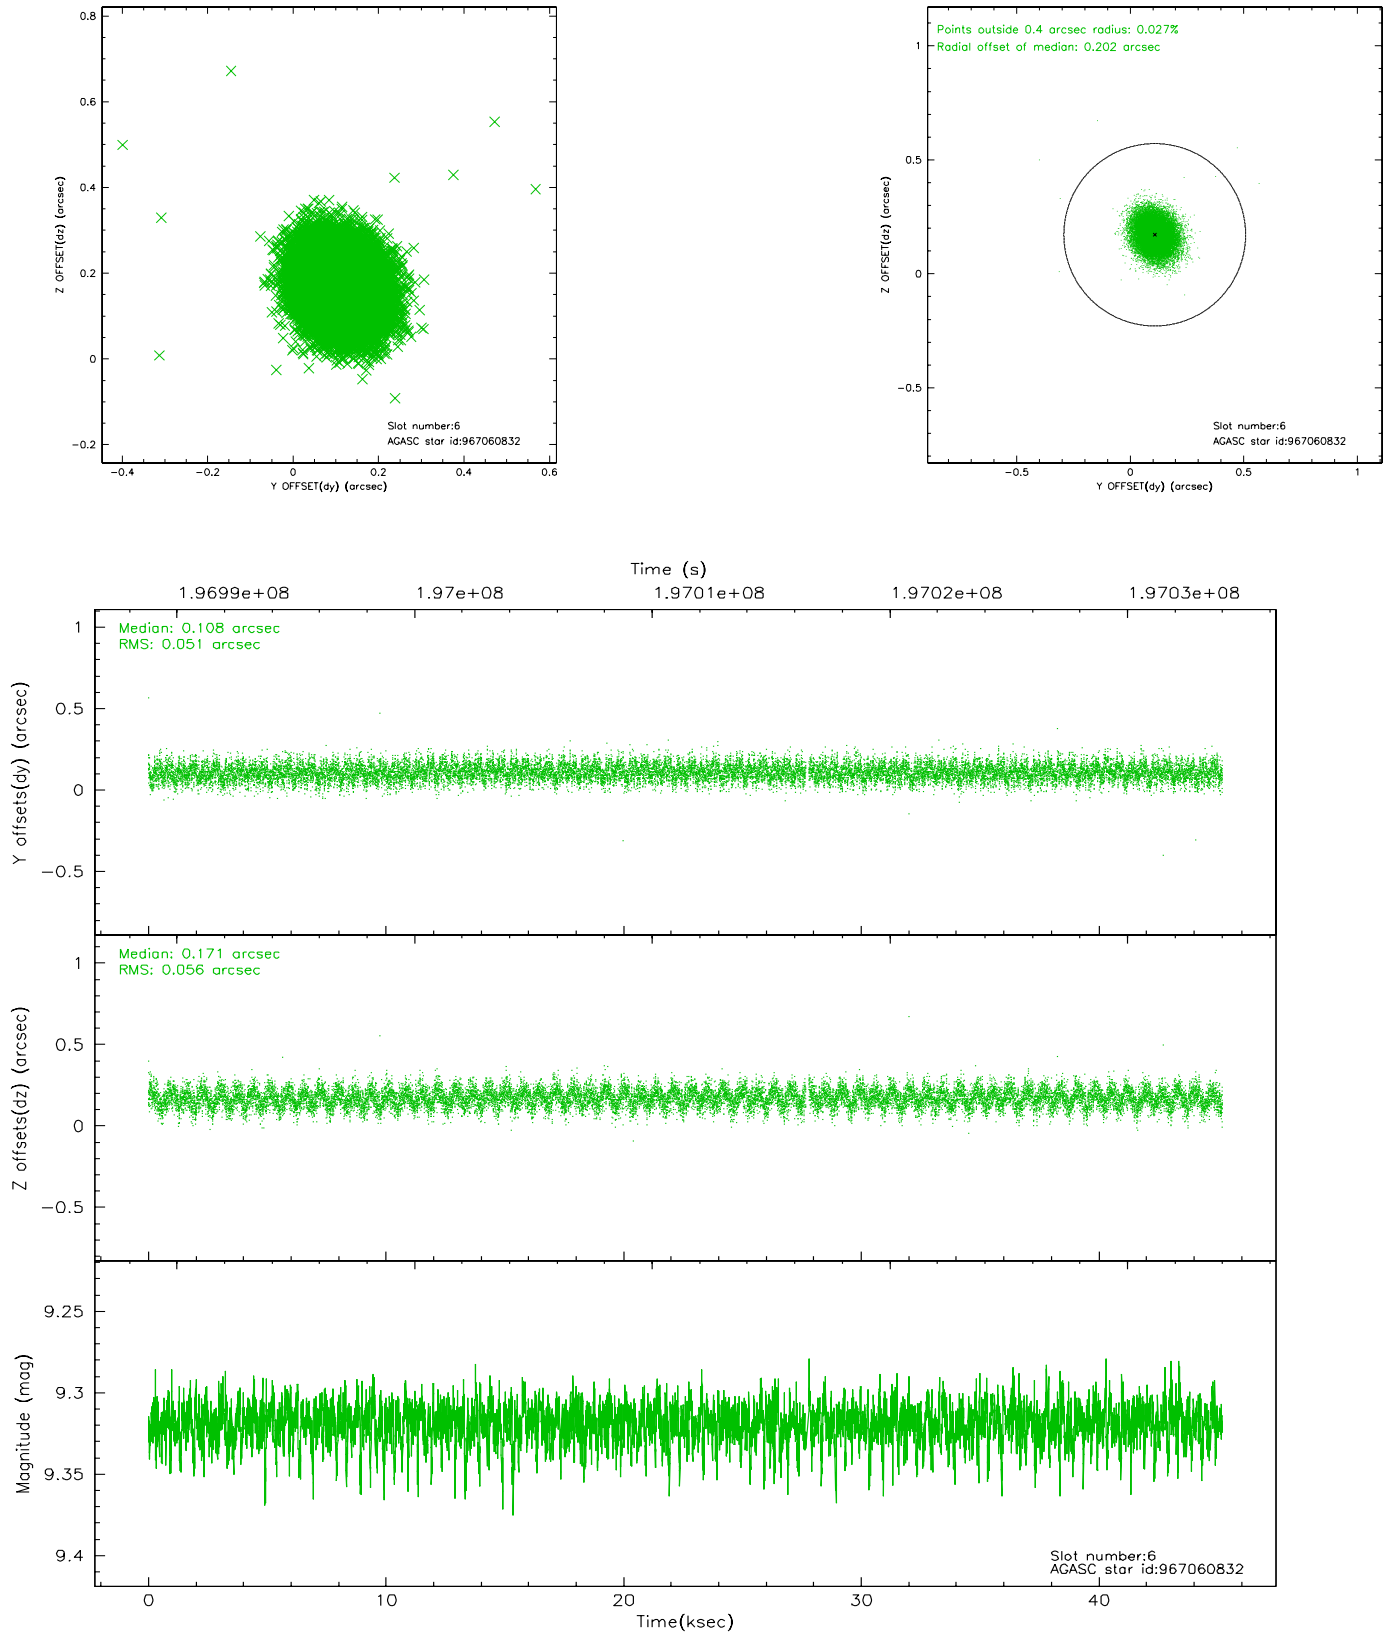 0.8
0.6
0.4
0.2
0
−0.2
Z OFFSET(dz) (arcsec)
−0.4 −0.2 0 0.2 0.4 0.6
Y OFFSET(dy) (arcsec)
Slot number:6
AGASC star id:967060832
Points outside 0.4 arcsec radius: 0.027%
Radial offset of median: 0.202 arcsec
1
0.5
0
−0.5
Z OFFSET(dz) (arcsec)
−0.5 0 0.5 1
Y OFFSET(dy) (arcsec)
Slot number:6
AGASC star id:967060832
Time (s)
1.9699e+08 1.97e+08 1.9701e+08 1.9702e+08 1.9703e+08
Median: 0.108 arcsec
RMS: 0.051 arcsec
1
0.5
0
−0.5
Y offsets(dy) (arcsec)
Median: 0.171 arcsec
RMS: 0.056 arcsec
1
0.5
0
−0.5
Z offsets(dz) (arcsec)
9.25
9.3
9.35
9.4
Magnitude (mag)
Slot number:6
AGASC star id:967060832
0 10 20 30 40
Time(ksec)